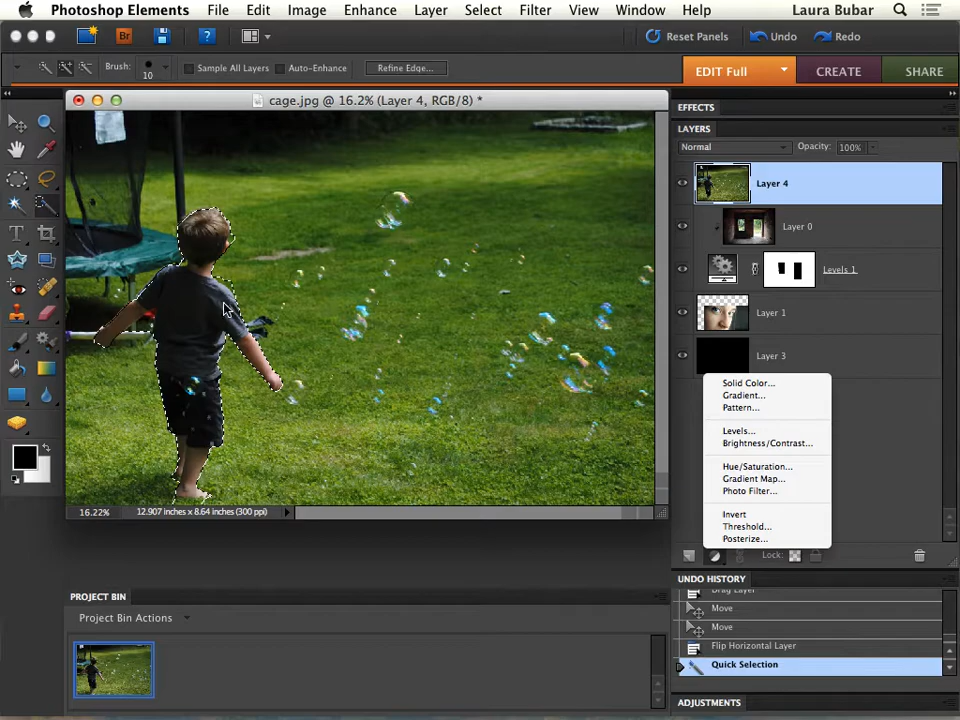 Photoshop Elements File Edit Image Enhance Layer Select Filter View Window Help Laura Bubar
Br ? Reset Panels Undo Redo
Brush: 10 Sample All Layers Auto-Enhance Refine Edge... EDIT Full CREATE SHARE
cage.jpg @ 16.2% (Layer 4, RGB/8) *
EFFECTS
LAYERS
Normal Opacity: 100%
Layer 4
Layer 0
Levels 1
Layer 1
Layer 3
Solid Color...
Gradient...
Pattern...
Levels...
Brightness/Contrast...
Hue/Saturation...
Gradient Map...
Photo Filter...
Invert
Threshold...
Posterize...
T
16.22% 12.907 inches x 8.64 inches (300 ppi)
Lock:
UNDO HISTORY
Drag Layer
Move
Move
Flip Horizontal Layer
Quick Selection
ADJUSTMENTS
PROJECT BIN
Project Bin Actions